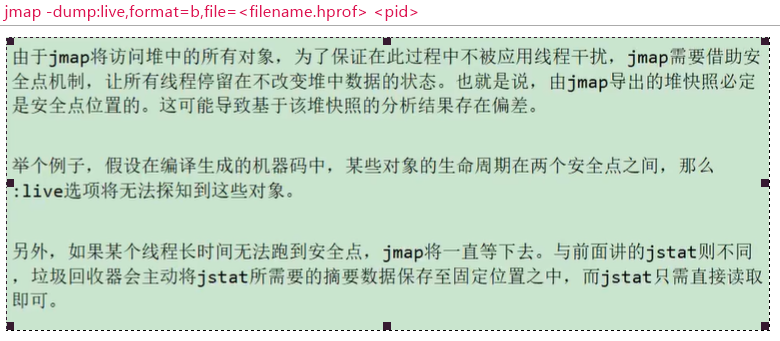 jmap -dump:live,format=b,file=<filename.hprof> <pid>
由于jmap将访问堆中的所有对象，为了保证在此过程中不被应用线程干扰，jmap需要借助安
全点机制，让所有线程停留在不改变堆中数据的状态。也就是说，由jmap导出的堆快照必定
是安全点位置的。这可能导致基于该堆快照的分析结果存在偏差。
举个例子，假设在编译生成的机器码中，某些对象的生命周期在两个安全点之间，那么
:live选项将无法探知到这些对象。
另外，如果某个线程长时间无法跑到安全点，jmap将一直等下去。与前面讲的jstat则不同
，垃圾回收器会主动将jstat所需要的摘要数据保存至固定位置之中，而jstat只需直接读取
即可。